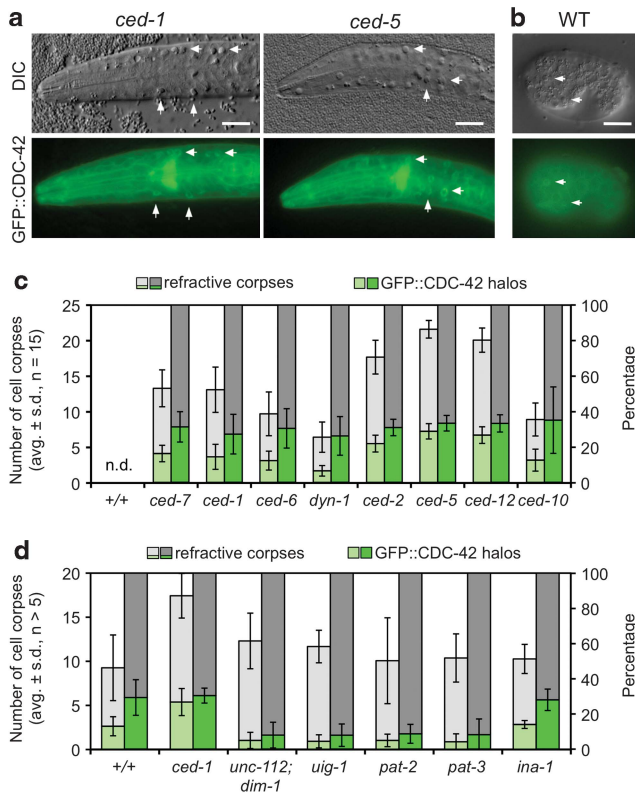 a
ced-1
ced-5
b
WT
DIC
GFP::CDC-42
c
refractive corpses
GFP::CDC-42 halos
Number of cell corpses
(avg. ± s.d., n = 15)
25
20
15
10
5
0
n.d.
100
80
60
40
20
0
Percentage
+/+ ced-7 ced-1 ced-6 dyn-1 ced-2 ced-5 ced-12 ced-10
d
refractive corpses
GFP::CDC-42 halos
Number of cell corpses
(avg. ± s.d., n > 5)
20
15
10
5
0
100
80
60
40
20
0
Percentage
+/+ ced-1 unc-112; uig-1 pat-2 pat-3 ina-1
dim-1